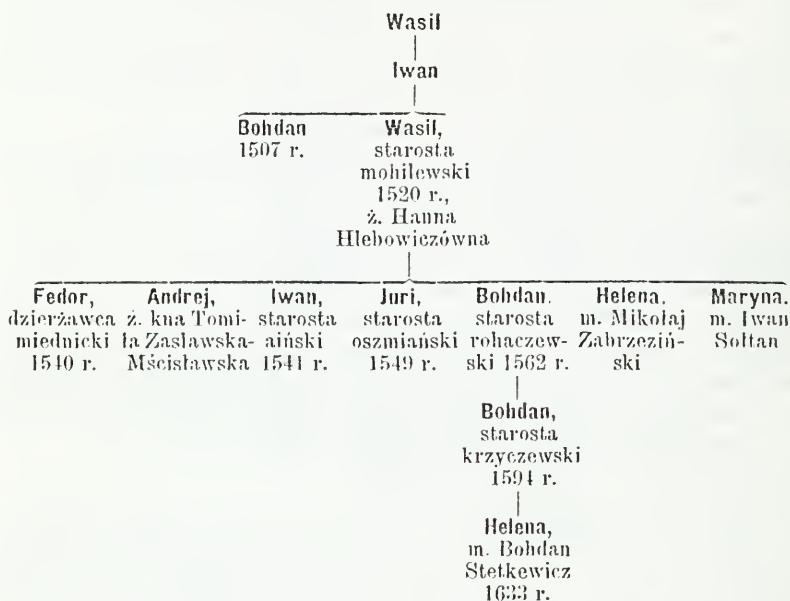 Wasil
Iwan
Bohdan
1507 r.
Wasil,
starosta
mohilewski
1520 r.,
ż. Hanna
Hlebowiczówna
Fedor,
dzierżawca
miednicki
1540 r.
Andrej,
ż. kna Tomi-
ła Zasławska-
Mścisławska
Iwan,
starosta
aiński
1541 r.
Juri,
starosta
oszmiański
1549 r.
Bohdan.
starosta
rohaczew-
ski 1562 r.
Helena.
m. Mikołaj
Zabrzeziń-
ski
Maryna.
m. Iwan
Sołtan
Bohdan,
starosta
krzyczewski
1594 r.
Helena,
m. Bohdan
Stetkewicz
1633 r.